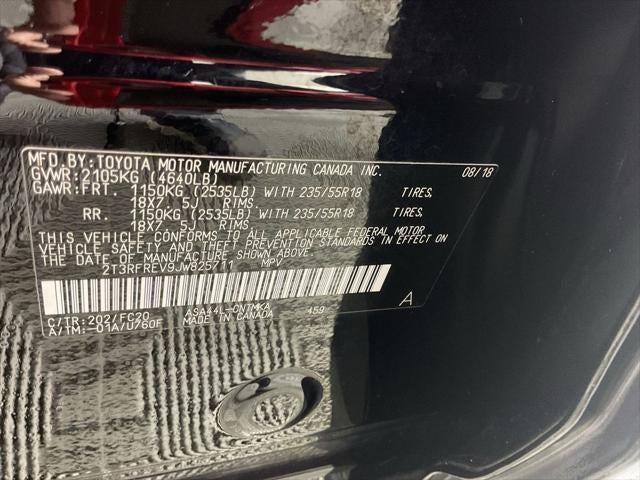 MFD.BY:TOYOTA MOTOR MANUFACTURING CANADA INC. 08/18
GVWR:2105KG (4640LB)
GAWR:FRT. 1150KG (2535LB) WITH 235/55R18 TIRES,
18X7.5J RIMS.
RR. 1150KG (2535LB) WITH 235/55R18 TIRES,
18X7.5J RIMS.
THIS VEHICLE CONFORMS TO ALL APPLICABLE FEDERAL MOTOR
VEHICLE SAFETY AND THEFT PREVENTION STANDARDS IN EFFECT ON
THE DATE OF MANUFACTURE SHOWN ABOVE.
2T3RFREV9JW825711 MPV
A
C/TR:202/FC20 ASA44L-CNTMKA 459
A/TM:-01A/U760F MADE IN CANADA